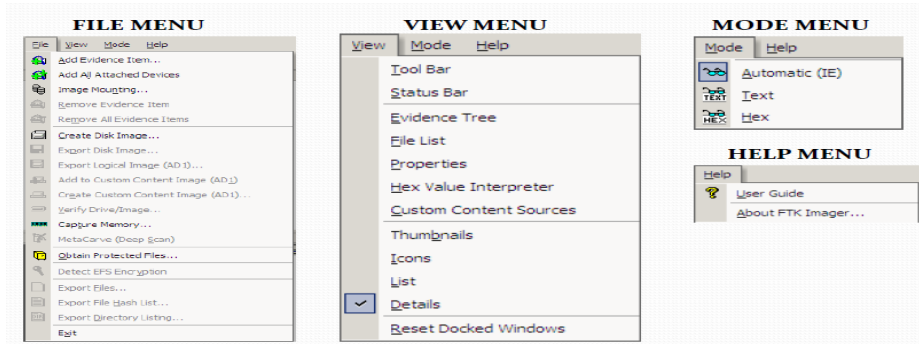 FILE MENU
File View Mode Help
Add Evidence Item...
Add All Attached Devices
Image Mounting...
Remove Evidence Item
Remove All Evidence Items
Create Disk Image...
Export Disk Image...
Export Logical Image (AD1)...
Add to Custom Content Image (AD1)
Create Custom Content Image (AD1)...
Verify Drive/Image...
Capture Memory...
MetaCarve (Deep Scan)
Obtain Protected Files...
Detect EFS Encryption
Export Files...
Export File Hash List...
Export Directory Listing...
Exit
VIEW MENU
View Mode Help
Tool Bar
Status Bar
Evidence Tree
File List
Properties
Hex Value Interpreter
Custom Content Sources
Thumbnails
Icons
List
Details
Reset Docked Windows
MODE MENU
Mode Help
Automatic (IE)
TEXT Text
HEX Hex
HELP MENU
Help
User Guide
About FTK Imager...